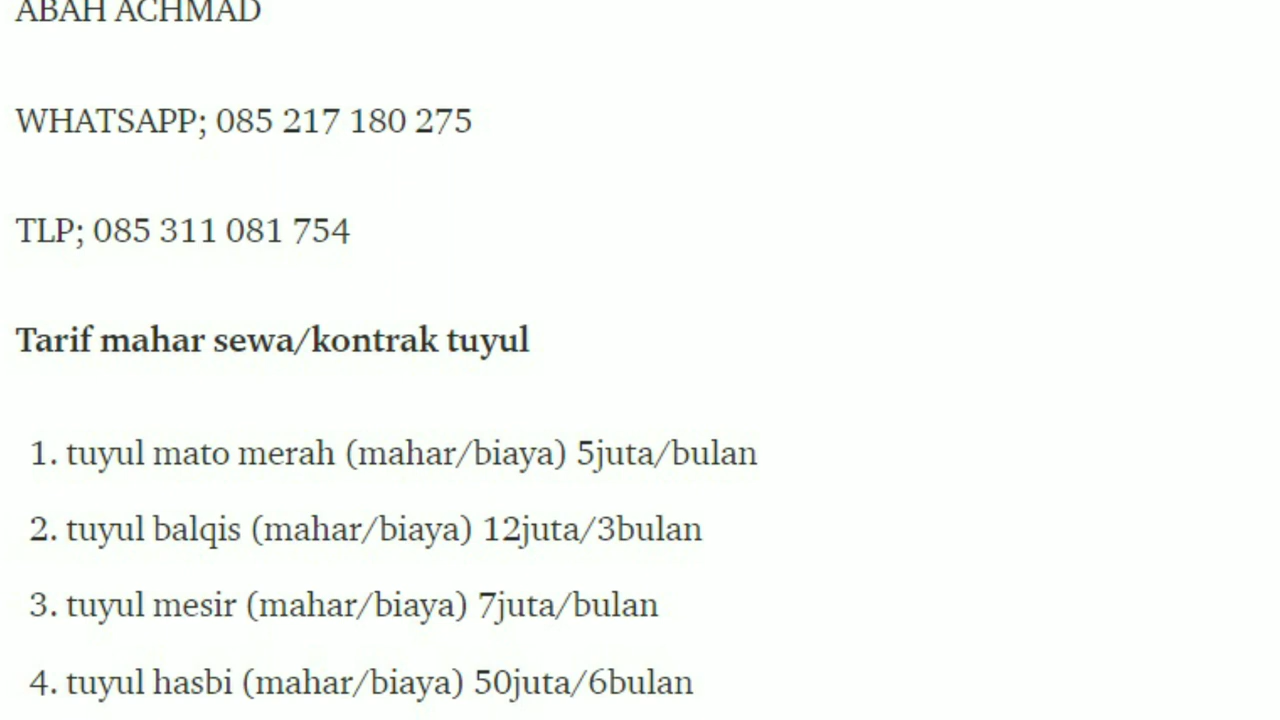 ABAH ACHMAD
WHATSAPP; 085 217 180 275
TLP; 085 311 081 754
Tarif mahar sewa/kontrak tuyul
1. tuyul mato merah (mahar/biaya) 5juta/bulan
2. tuyul balqis (mahar/biaya) 12juta/3bulan
3. tuyul mesir (mahar/biaya) 7juta/bulan
4. tuyul hasbi (mahar/biaya) 50juta/6bulan